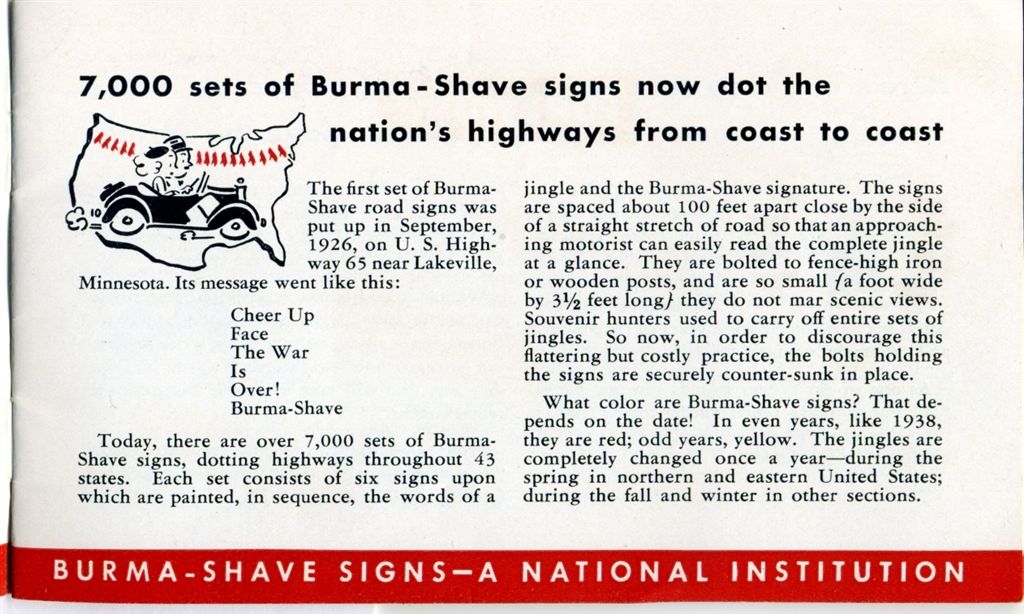 7,000 sets of Burma-Shave signs now dot the
nation's highways from coast to coast
The first set of Burma-
Shave road signs was
put up in September,
1926, on U. S. High-
way 65 near Lakeville,
Minnesota. Its message went like this:
Cheer Up
Face
The War
Is
Over!
Burma-Shave
Today, there are over 7,000 sets of Burma-
Shave signs, dotting highways throughout 43
states. Each set consists of six signs upon
which are painted, in sequence, the words of a
jingle and the Burma-Shave signature. The signs
are spaced about 100 feet apart close by the side
of a straight stretch of road so that an approach-
ing motorist can easily read the complete jingle
at a glance. They are bolted to fence-high iron
or wooden posts, and are so small {a foot wide
by 3½ feet long} they do not mar scenic views.
Souvenir hunters used to carry off entire sets of
jingles. So now, in order to discourage this
flattering but costly practice, the bolts holding
the signs are securely counter-sunk in place.
What color are Burma-Shave signs? That de-
pends on the date! In even years, like 1938,
they are red; odd years, yellow. The jingles are
completely changed once a year—during the
spring in northern and eastern United States;
during the fall and winter in other sections.
BURMA-SHAVE SIGNS—A NATIONAL INSTITUTION